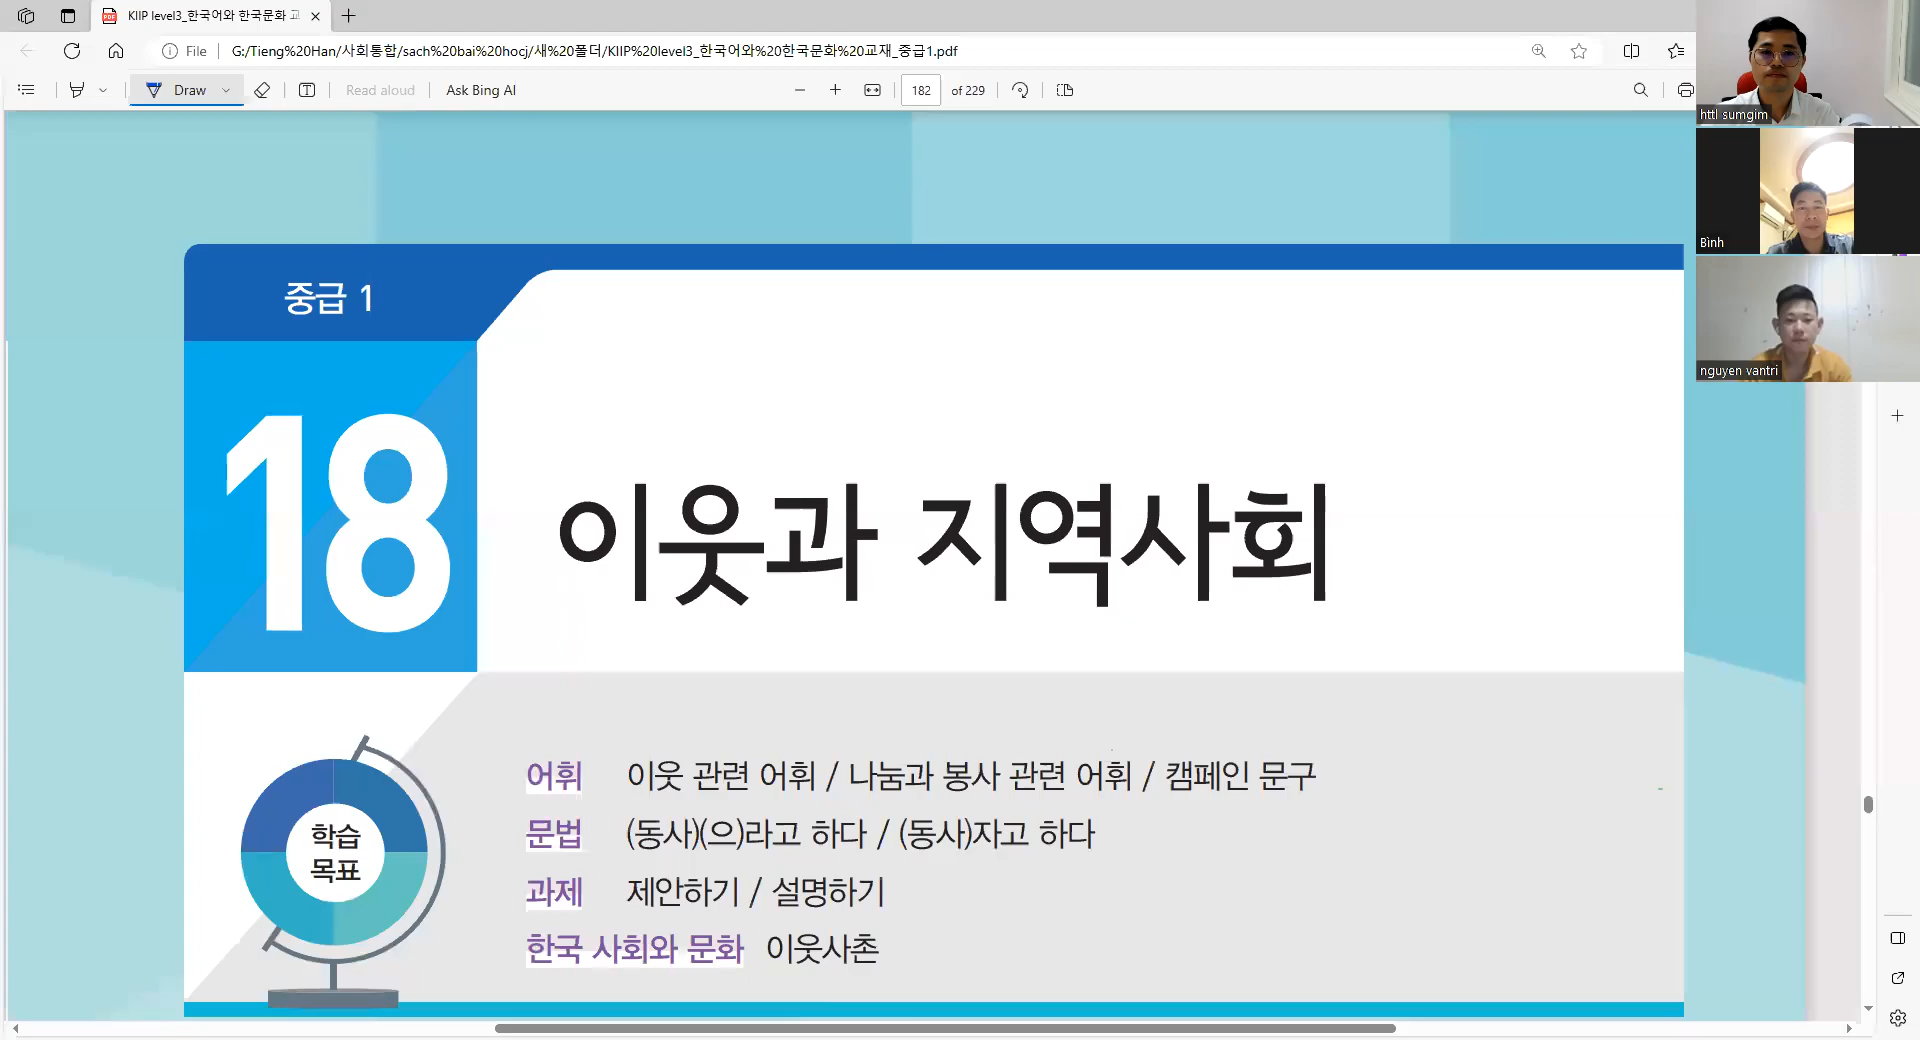 KIIP level3_한국어와 한국문화 교
File
G:/Tieng%20Han/사회통합/sach%20bai%20hocj/새%20폴더/KIIP%20level3_한국어와%20한국문화%20교재_중급1.pdf
Draw
Read aloud
Ask Bing AI
182
of 229
httl sumgim
Bình
nguyen vantri
중급 1
18
이웃과 지역사회
학습
목표
어휘 이웃 관련 어휘 / 나눔과 봉사 관련 어휘 / 캠페인 문구
문법 (동사)(으)라고 하다 / (동사)자고 하다
과제 제안하기 / 설명하기
한국 사회와 문화 이웃사촌